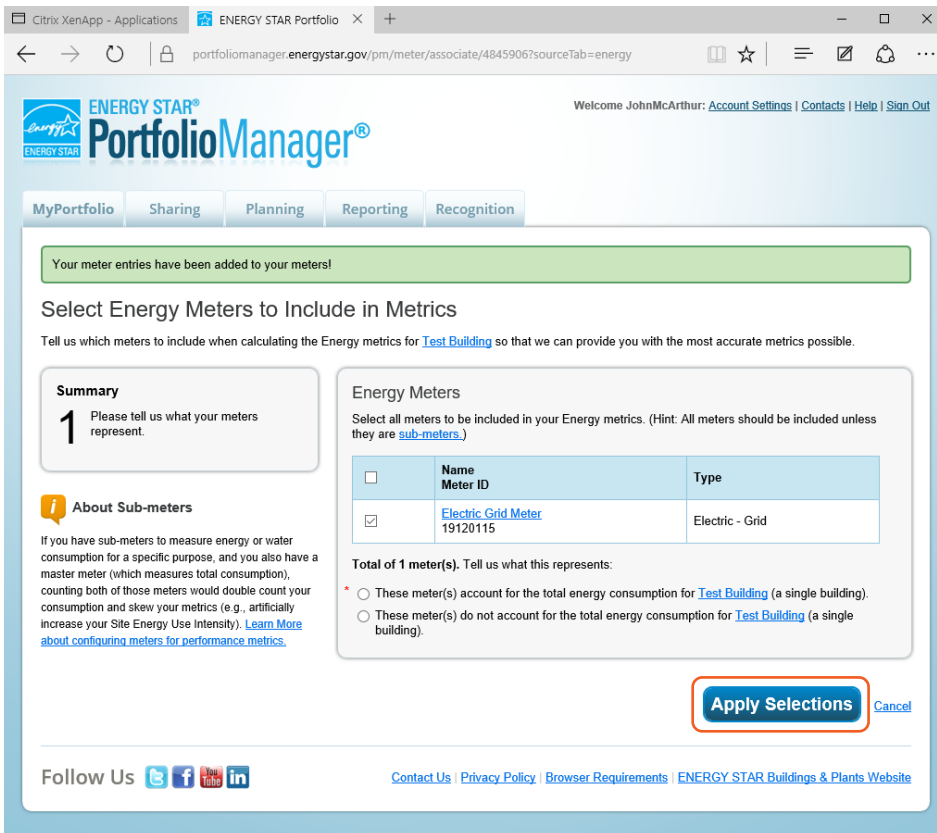 Citrix XenApp - Applications
ENERGY STAR Portfolio
portfoliomanager.energystar.gov/pm/meter/associate/4845906?sourceTab=energy
Welcome JohnMcArthur: Account Settings | Contacts | Help | Sign Out
energy
ENERGY STAR
ENERGY STAR®
PortfolioManager®
MyPortfolio
Sharing
Planning
Reporting
Recognition
Your meter entries have been added to your meters!
Select Energy Meters to Include in Metrics
Tell us which meters to include when calculating the Energy metrics for Test Building so that we can provide you with the most accurate metrics possible.
Summary
1 Please tell us what your meters
represent.
About Sub-meters
If you have sub-meters to measure energy or water
consumption for a specific purpose, and you also have a
master meter (which measures total consumption),
counting both of those meters would double count your
consumption and skew your metrics (e.g., artificially
increase your Site Energy Use Intensity). Learn More
about configuring meters for performance metrics.
Energy Meters
Select all meters to be included in your Energy metrics. (Hint: All meters should be included unless
they are sub-meters.)
Name
Meter ID
Type
Electric Grid Meter
19120115
Electric - Grid
Total of 1 meter(s). Tell us what this represents:
* These meter(s) account for the total energy consumption for Test Building (a single building).
These meter(s) do not account for the total energy consumption for Test Building (a single
building).
Apply Selections
Cancel
Follow Us
You
Tube
in
Contact Us | Privacy Policy | Browser Requirements | ENERGY STAR Buildings & Plants Website